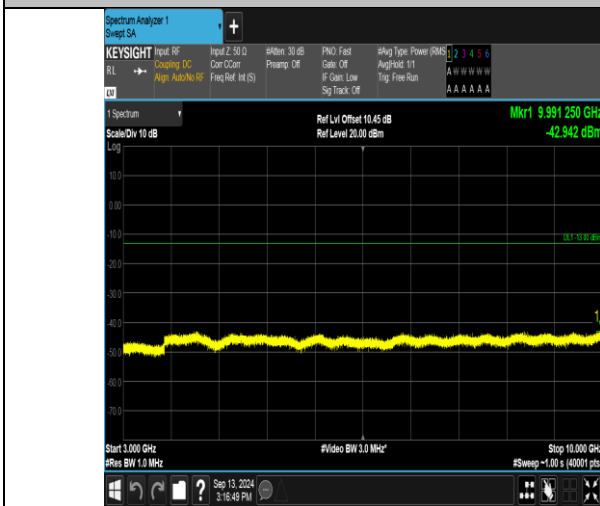 Spectrum Analyzer 1
Swept SA
KEYSIGHT
RL
Input: RF
Coupling: DC
Align: Auto/No RF
Input Z: 50 Ω
Corr CCorr
Freq Ref: Int (S)
#Atten: 30 dB
Preamp: Off
PNO: Fast
Gate: Off
IF Gain: Low
Sig Track: Off
#Avg Type: Power (RMS
Avg|Hold: 1/1
Trig: Free Run
1 2 3 4 5 6
A W W W W W
A A A A A A
1 Spectrum
Scale/Div 10 dB
Log
Ref Lvl Offset 10.45 dB
Ref Level 20.00 dBm
Mkr1 9.991 250 GHz
-42.942 dBm
10.0
0.00
-10.0
DL1 -13.00 dBm
-20.0
-30.0
-40.0
1
-50.0
-60.0
-70.0
Start 3.000 GHz
#Res BW 1.0 MHz
#Video BW 3.0 MHz*
Stop 10.000 GHz
#Sweep ~1.00 s (40001 pts
?
Sep 13, 2024
3:16:49 PM